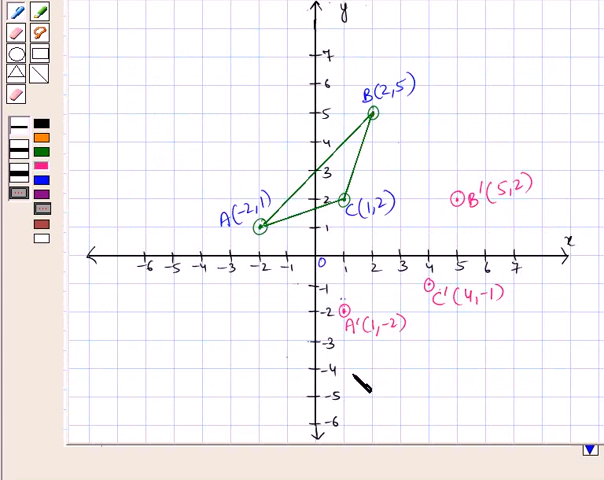 y
7
6
B(2,5)
5
4
3
A(-2,1)
2
C(1,2)
B'(5,2)
1
x
-6 -5 -4 -3 -2 -1 0 1 2 3 4 5 6 7
-1
C'(4,-1)
-2
A'(1,-2)
-3
-4
-5
-6